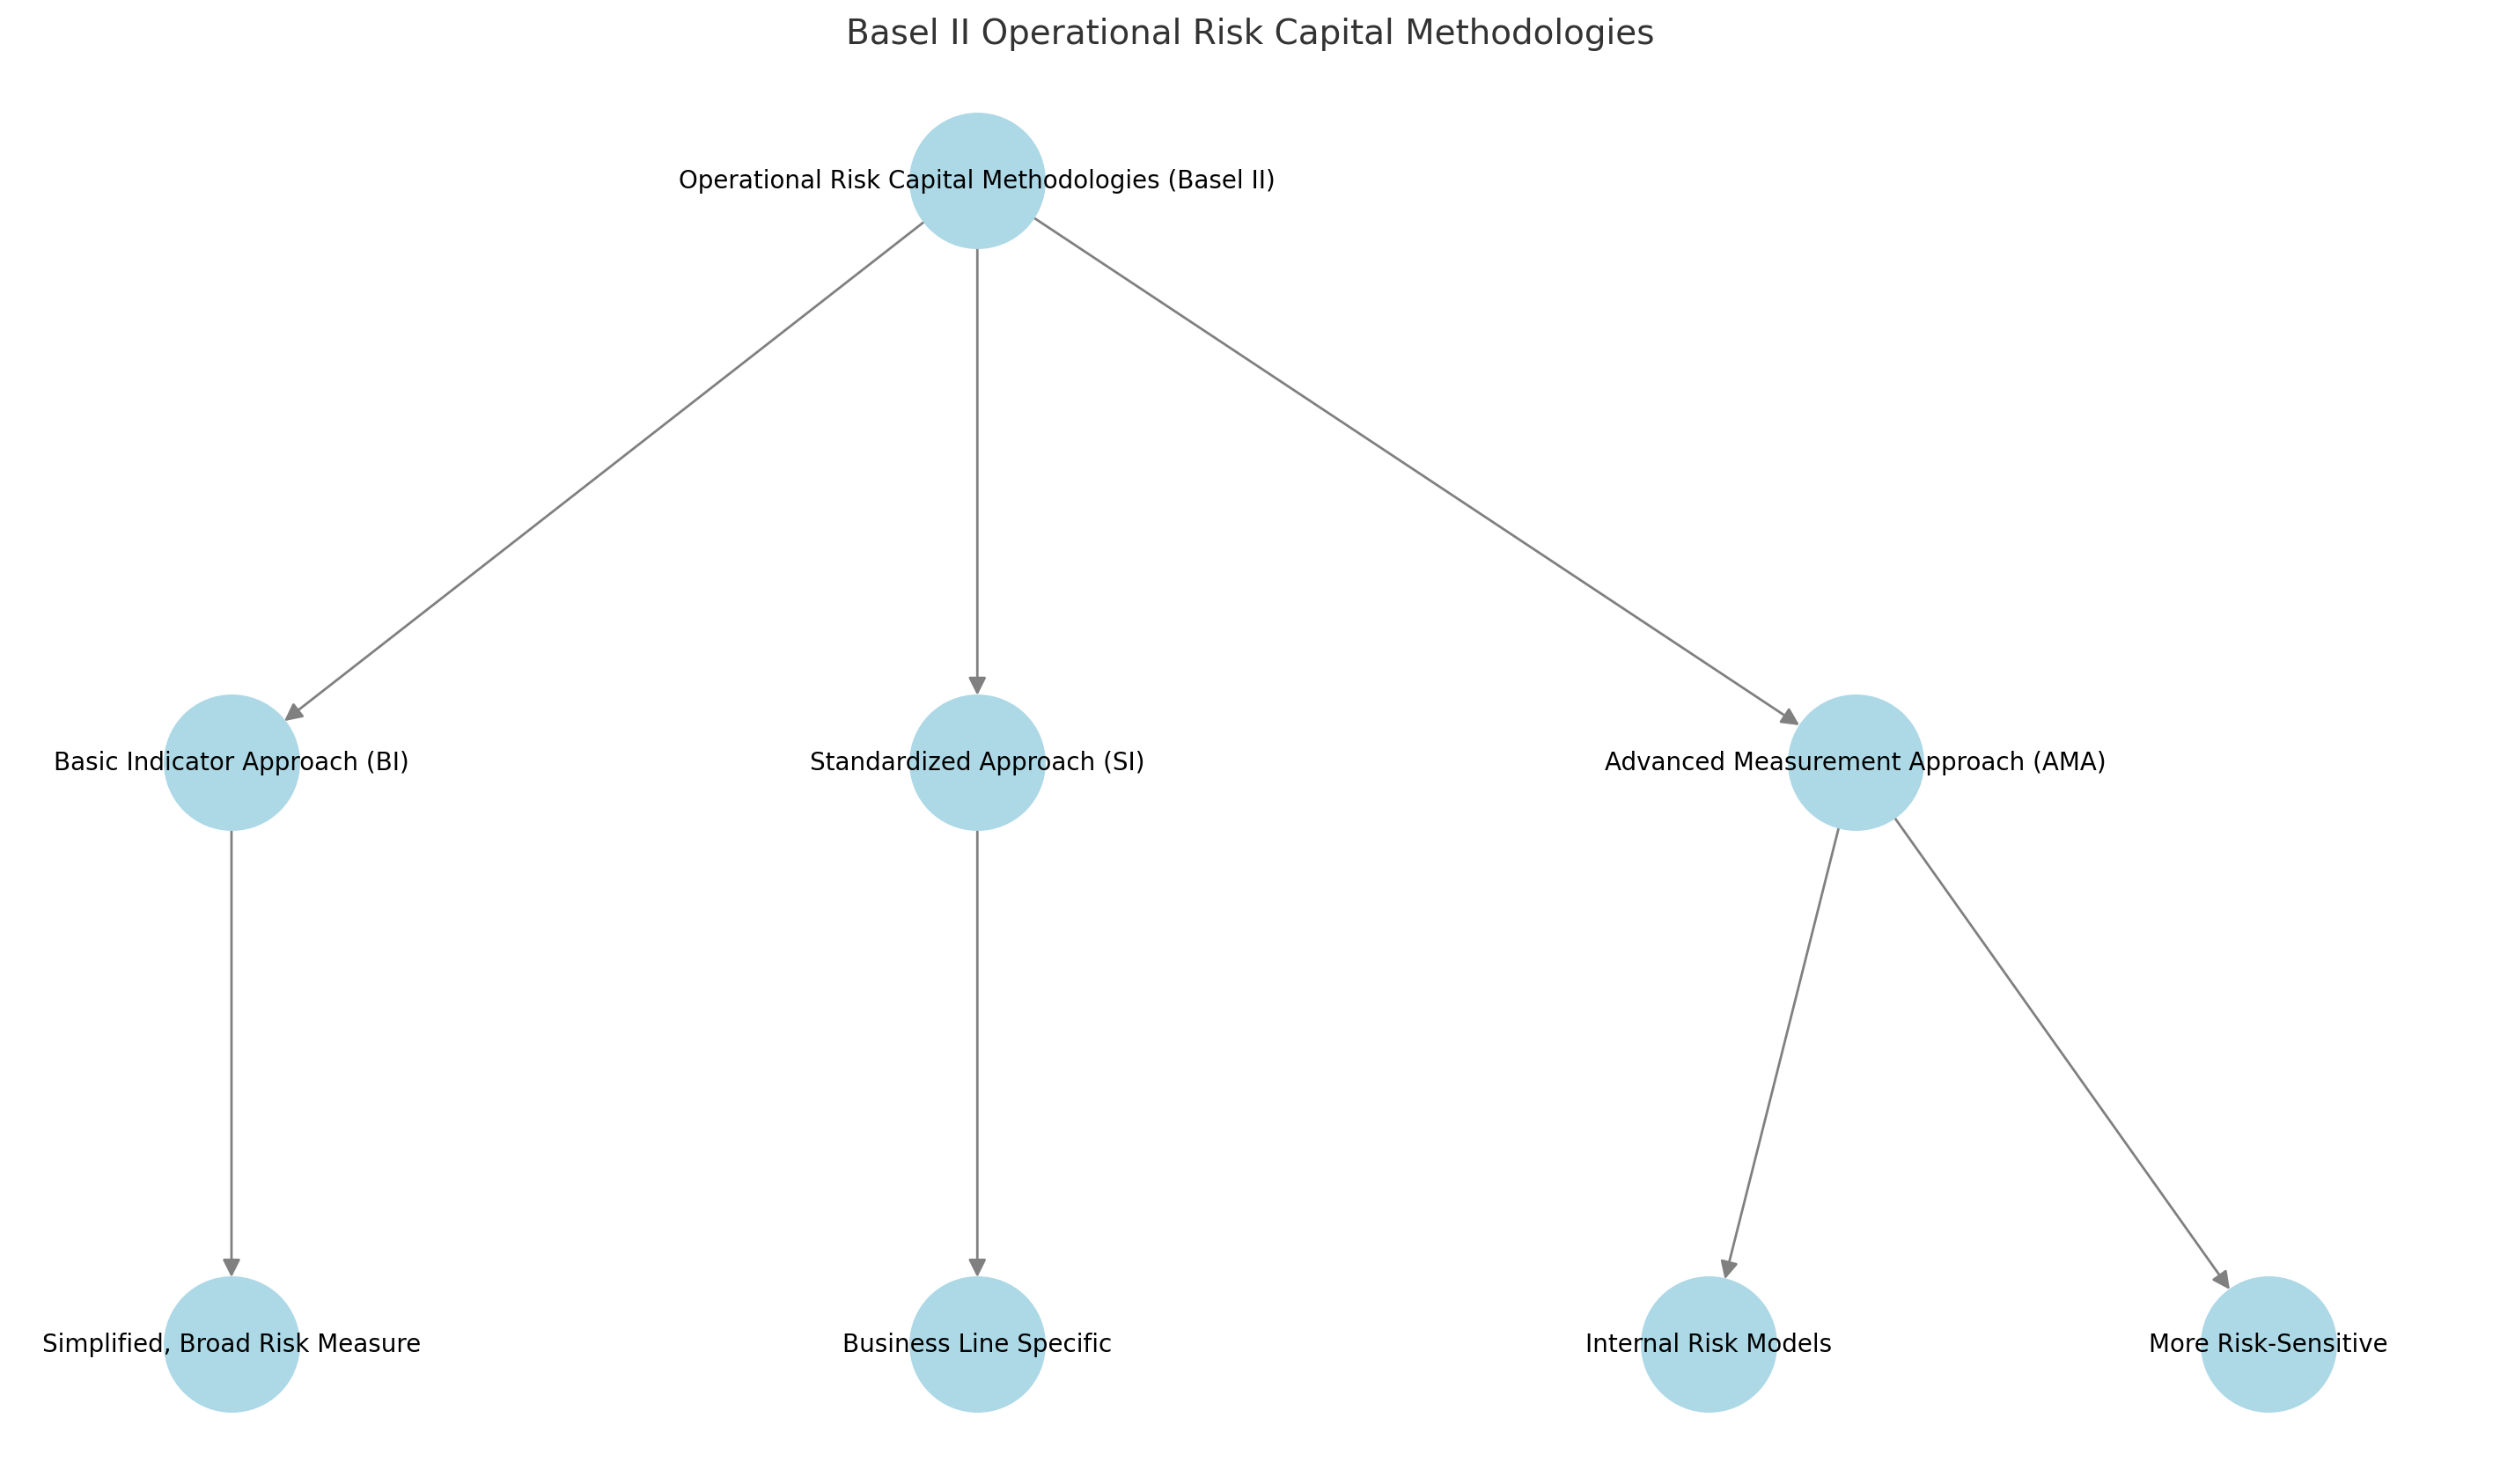 Basel II Operational Risk Capital Methodologies
Operational Risk Capital Methodologies (Basel II)
Basic Indicator Approach (BI)
Standardized Approach (SI)
Advanced Measurement Approach (AMA)
Simplified, Broad Risk Measure
Business Line Specific
Internal Risk Models
More Risk-Sensitive